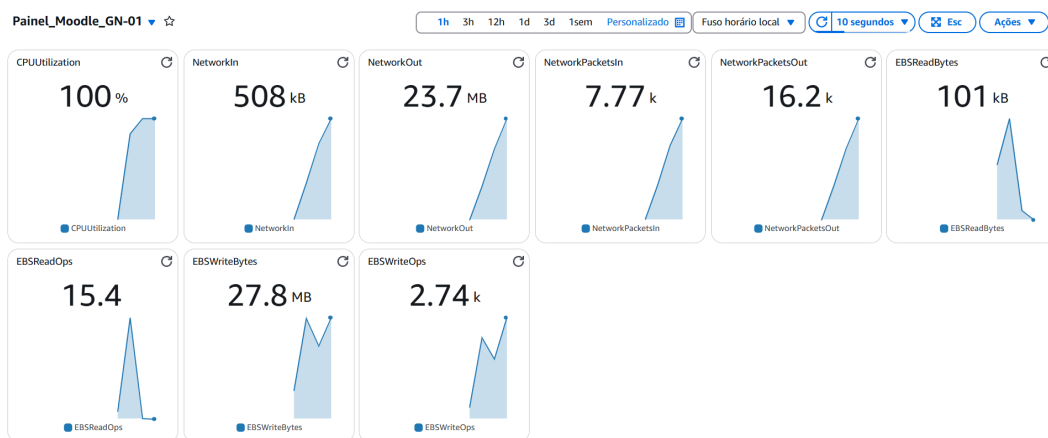 Painel_Moodle_GN-01
1h 3h 12h 1d 3d 1sem Personalizado
Fuso horário local
10 segundos
Esc
Ações
CPUUtilization
100 %
CPUUtilization
NetworkIn
508 kB
NetworkIn
NetworkOut
23.7 MB
NetworkOut
NetworkPacketsIn
7.77 k
NetworkPacketsIn
NetworkPacketsOut
16.2 k
NetworkPacketsOut
EBSReadBytes
101 kB
EBSReadBytes
EBSReadOps
15.4
EBSReadOps
EBSWriteBytes
27.8 MB
EBSWriteBytes
EBSWriteOps
2.74 k
EBSWriteOps